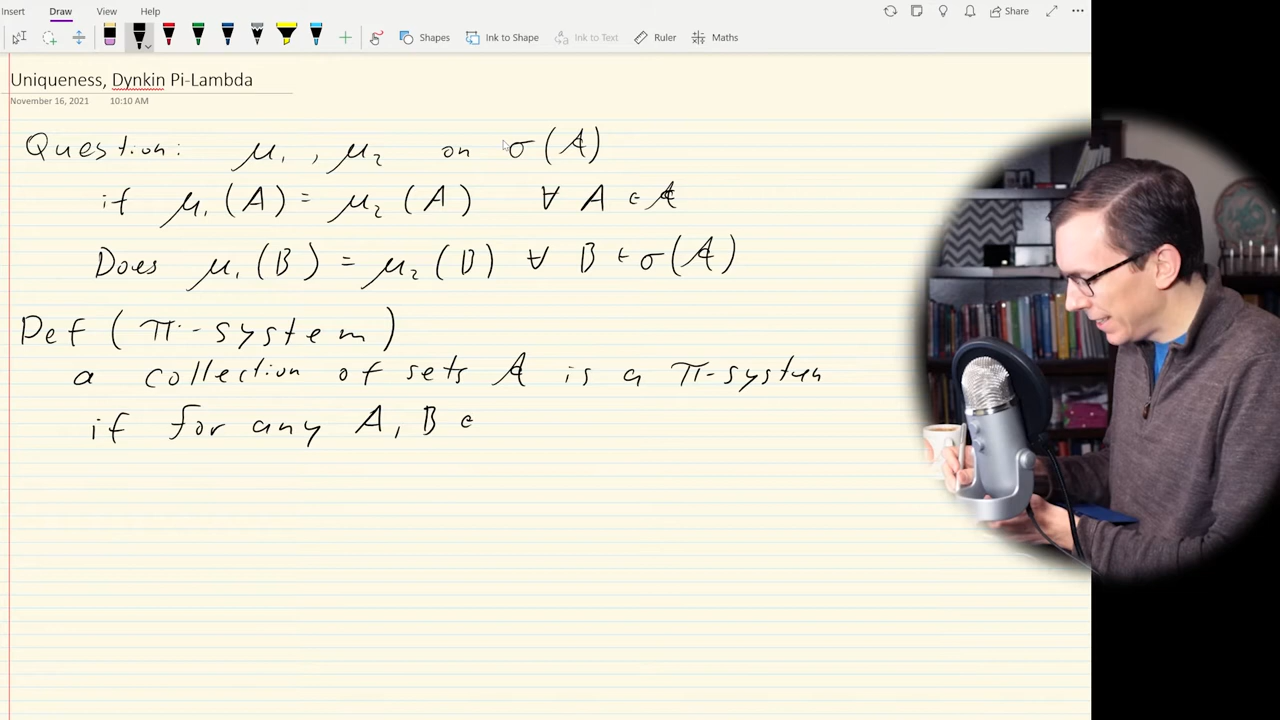 Insert Draw View Help Share
Shapes Ink to Shape Ink to Text Ruler Maths
Uniqueness, Dynkin Pi-Lambda
November 16, 2021 10:10 AM
Question: μ₁, μ₂ on σ(𝒜)
if μ₁(A) = μ₂(A) ∀ A ∈ 𝒜
Does μ₁(B) = μ₂(B) ∀ B ∈ σ(𝒜)
Def (π-system)
a collection of sets 𝒜 is a π-system
if for any A, B ∈